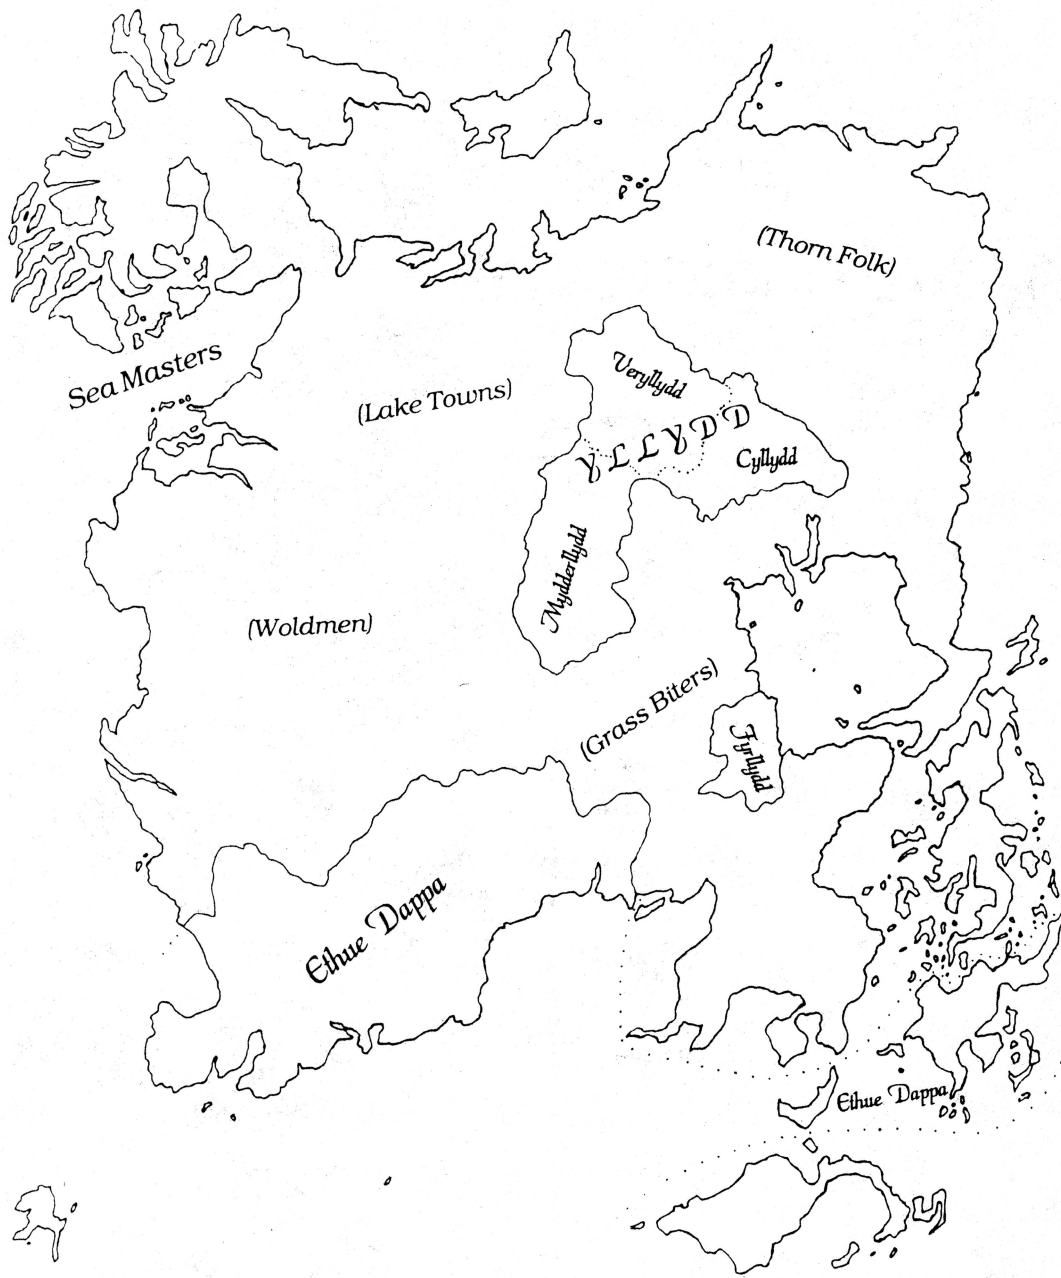 (Thorn Folk)
Sea Masters
Veryllydd
(Lake Towns)
YLLYDD
Cyllydd
Mydderllydd
(Woldmen)
(Grass Biters)
Fyrllydd
Ethue Dappa
Ethue Dappa